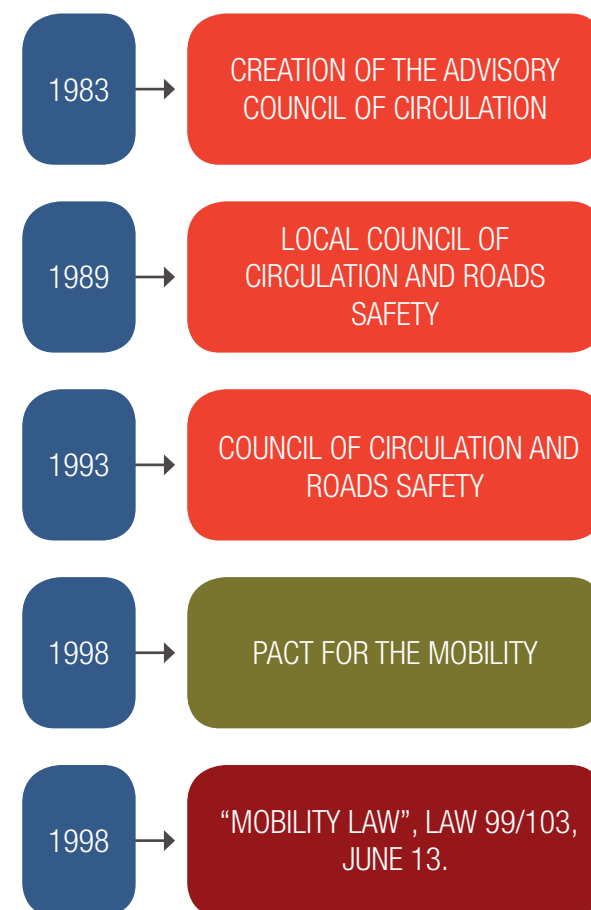 1983
CREATION OF THE ADVISORY
COUNCIL OF CIRCULATION
1989
LOCAL COUNCIL OF
CIRCULATION AND ROADS
SAFETY
1993
COUNCIL OF CIRCULATION AND
ROADS SAFETY
1998
PACT FOR THE MOBILITY
1998
“MOBILITY LAW”, LAW 99/103,
JUNE 13.